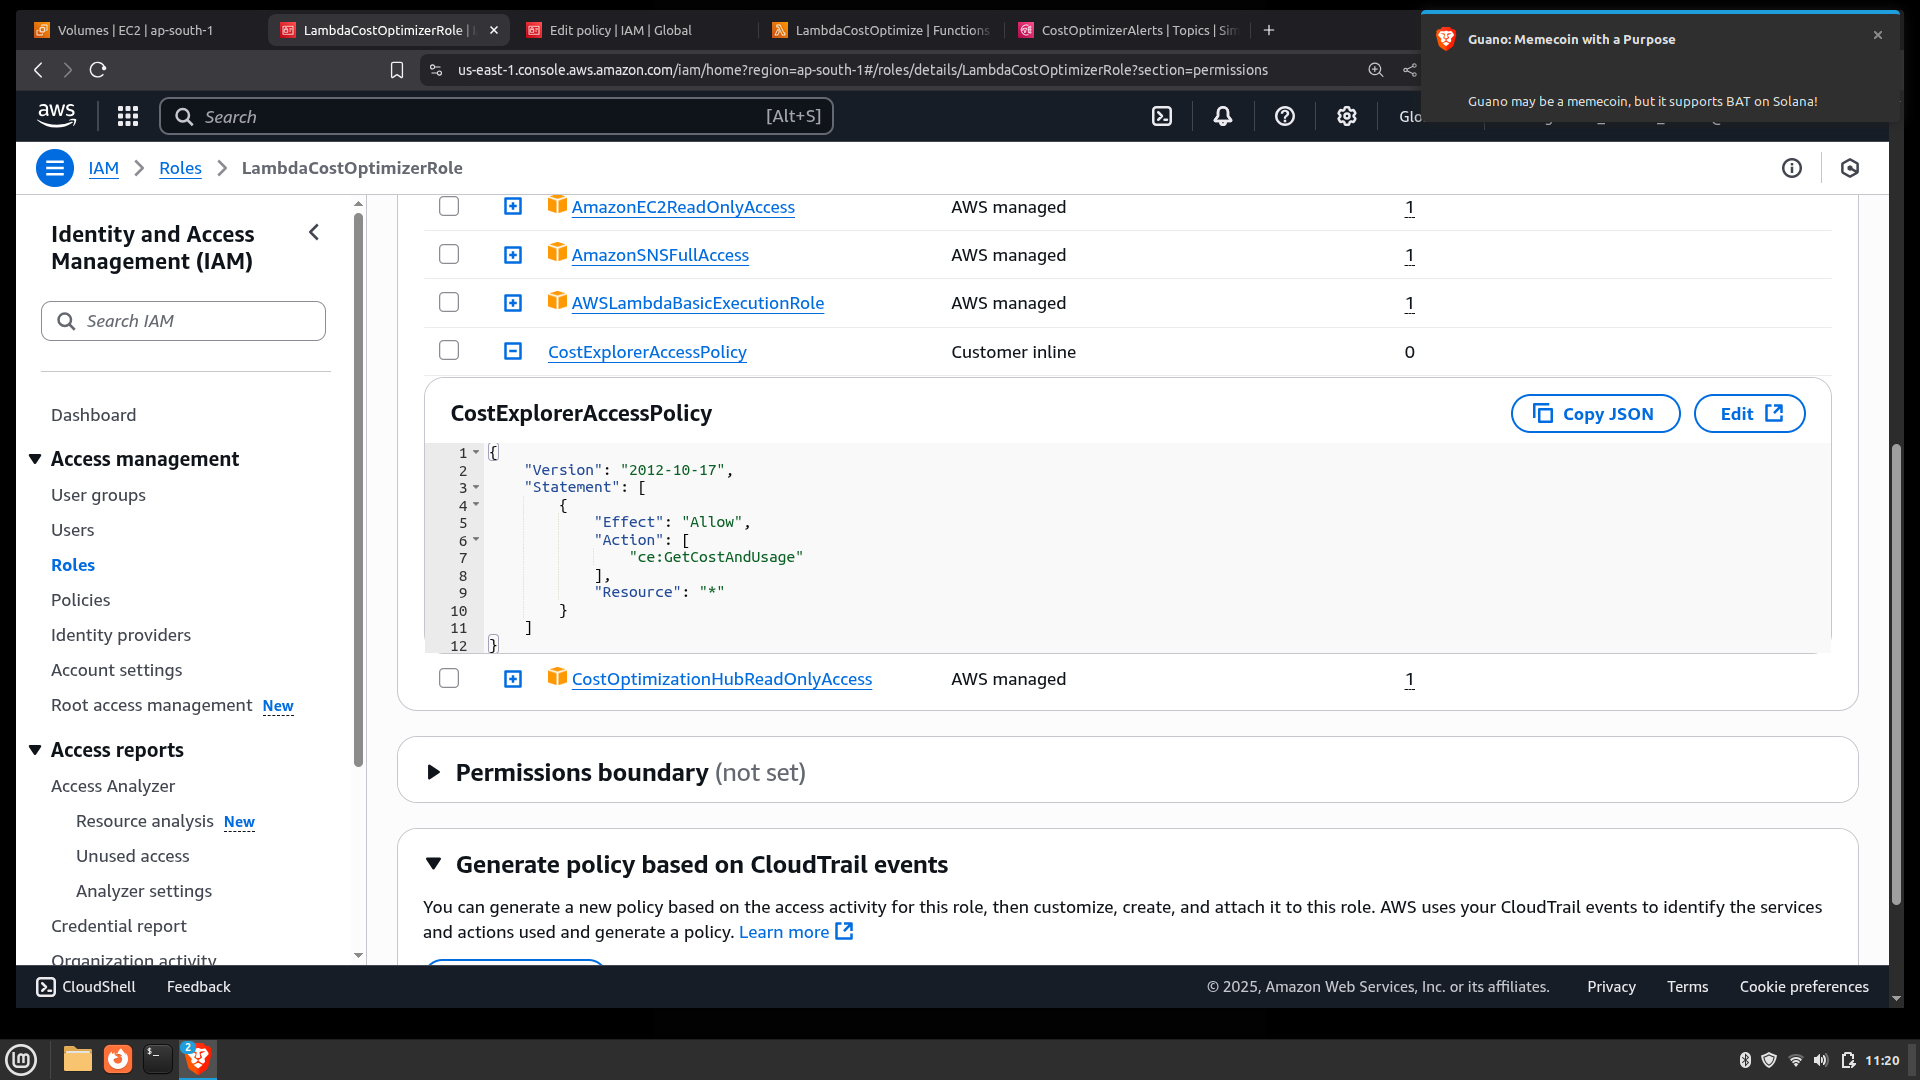 Volumes | EC2 | ap-south-1
LambdaCostOptimizerRole |
Edit policy | IAM | Global
LambdaCostOptimize | Functions
CostOptimizerAlerts | Topics | Sim
Guano: Memecoin with a Purpose
Guano may be a memecoin, but it supports BAT on Solana!
us-east-1.console.aws.amazon.com/iam/home?region=ap-south-1#/roles/details/LambdaCostOptimizerRole?section=permissions
aws
Search
[Alt+S]
IAM
Roles
LambdaCostOptimizerRole
Identity and Access
Management (IAM)
Search IAM
Dashboard
Access management
User groups
Users
Roles
Policies
Identity providers
Account settings
Root access management New
Access reports
Access Analyzer
Resource analysis New
Unused access
Analyzer settings
Credential report
Organization activity
AmazonEC2ReadOnlyAccess AWS managed 1
AmazonSNSFullAccess AWS managed 1
AWSLambdaBasicExecutionRole AWS managed 1
CostExplorerAccessPolicy Customer inline 0
CostExplorerAccessPolicy
Copy JSON
Edit
1 {
2 "Version": "2012-10-17",
3 "Statement": [
4 {
5 "Effect": "Allow",
6 "Action": [
7 "ce:GetCostAndUsage"
8 ],
9 "Resource": "*"
10 }
11 ]
12 }
CostOptimizationHubReadOnlyAccess AWS managed 1
Permissions boundary (not set)
Generate policy based on CloudTrail events
You can generate a new policy based on the access activity for this role, then customize, create, and attach it to this role. AWS uses your CloudTrail events to identify the services
and actions used and generate a policy. Learn more
CloudShell
Feedback
© 2025, Amazon Web Services, Inc. or its affiliates.
Privacy
Terms
Cookie preferences
lm
2
11:20